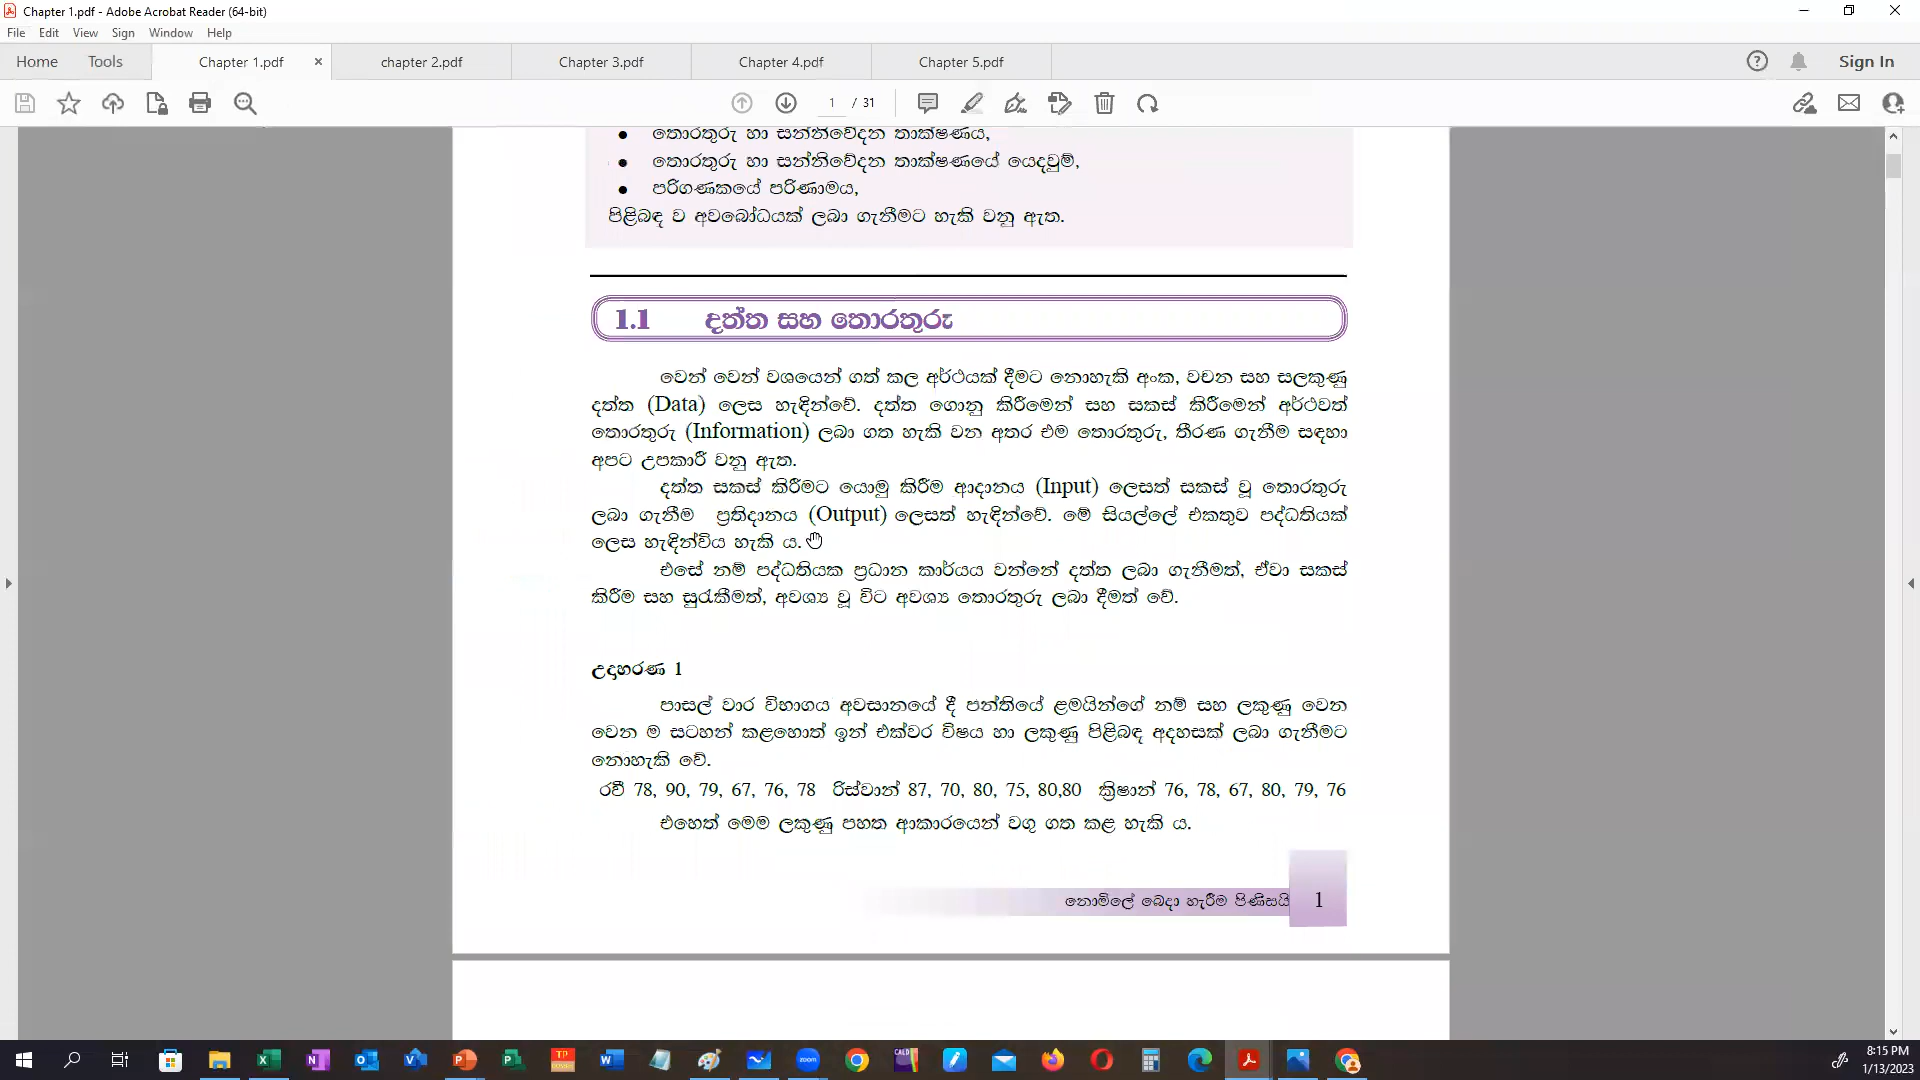 Chapter 1.pdf - Adobe Acrobat Reader (64-bit)
File Edit View Sign Window Help
Home Tools Chapter 1.pdf × chapter 2.pdf Chapter 3.pdf Chapter 4.pdf Chapter 5.pdf Sign In
1 / 31
• තොරතුරු හා සන්නිවේදන තාක්ෂණය,
• තොරතුරු හා සන්නිවේදන තාක්ෂණයේ යෙදවුම්,
• පරිගණකයේ පරිණාමය,
පිළිබඳ ව අවබෝධයක් ලබා ගැනීමට හැකි වනු ඇත.
1.1 දත්ත සහ තොරතුරු
වෙන් වෙන් වශයෙන් ගත් කල අර්ථයක් දීමට නොහැකි අංක, වචන සහ සලකුණු
දත්ත (Data) ලෙස හැඳින්වේ. දත්ත ගොනු කිරීමෙන් සහ සකස් කිරීමෙන් අර්ථවත්
තොරතුරු (Information) ලබා ගත හැකි වන අතර එම තොරතුරු, තීරණ ගැනීම සඳහා
අපට උපකාරී වනු ඇත.
දත්ත සකස් කිරීමට යොමු කිරීම ආදානය (Input) ලෙසත් සකස් වූ තොරතුරු
ලබා ගැනීම ප්‍රතිදානය (Output) ලෙසත් හැඳින්වේ. මේ සියල්ලේ එකතුව පද්ධතියක්
ලෙස හැඳින්විය හැකි ය.
එසේ නම් පද්ධතියක ප්‍රධාන කාර්යය වන්නේ දත්ත ලබා ගැනීමත්, ඒවා සකස්
කිරීම සහ සුරැකීමත්, අවශ්‍ය වූ විට අවශ්‍ය තොරතුරු ලබා දීමත් වේ.
උදාහරණ 1
පාසල් වාර විභාගය අවසානයේ දී පන්තියේ ළමයින්ගේ නම් සහ ලකුණු වෙන
වෙන ම සටහන් කළහොත් ඉන් එක්වර විෂය හා ලකුණු පිළිබඳ අදහසක් ලබා ගැනීමට
නොහැකි වේ.
රවී 78, 90, 79, 67, 76, 78 රිස්වාන් 87, 70, 80, 75, 80,80 ක්‍රිෂාන් 76, 78, 67, 80, 79, 76
එහෙත් මෙම ලකුණු පහත ආකාරයෙන් වගු ගත කළ හැකි ය.
නොමිලේ බෙදා හැරීම පිණිසයි 1
8:15 PM
1/13/2023